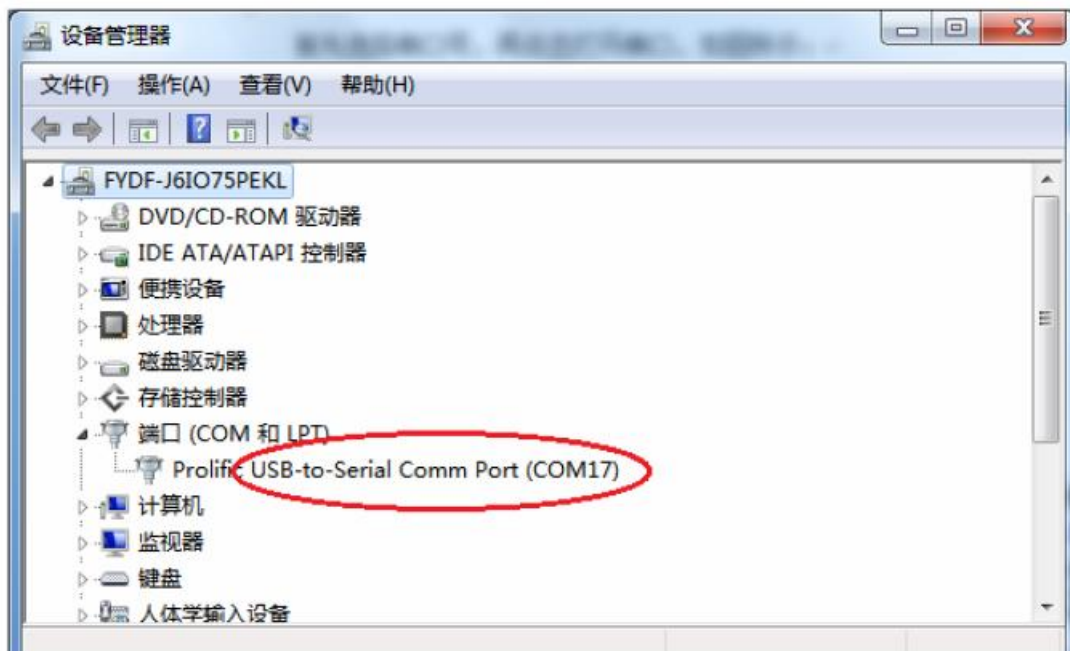 设备管理器
文件(F) 操作(A) 查看(V) 帮助(H)
FYDF-J6IO75PEKL
DVD/CD-ROM 驱动器
IDE ATA/ATAPI 控制器
便携设备
处理器
磁盘驱动器
存储控制器
端口 (COM 和 LPT)
Prolific USB-to-Serial Comm Port (COM17)
计算机
监视器
键盘
人体学输入设备